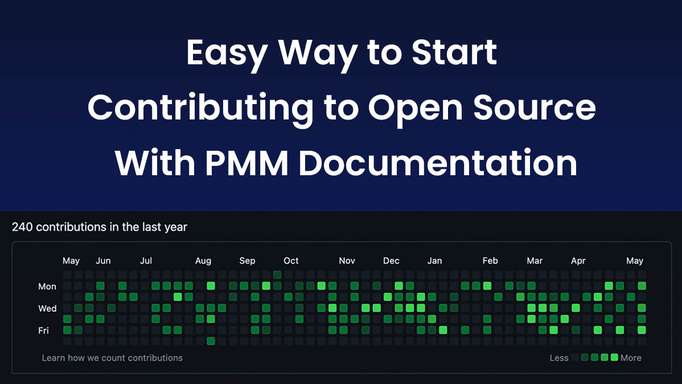 Easy Way to Start
Contributing to Open Source
With PMM Documentation
240 contributions in the last year
May Jun Jul Aug Sep Oct Nov Dec Jan Feb Mar Apr May
Mon
Wed
Fri
Learn how we count contributions Less More